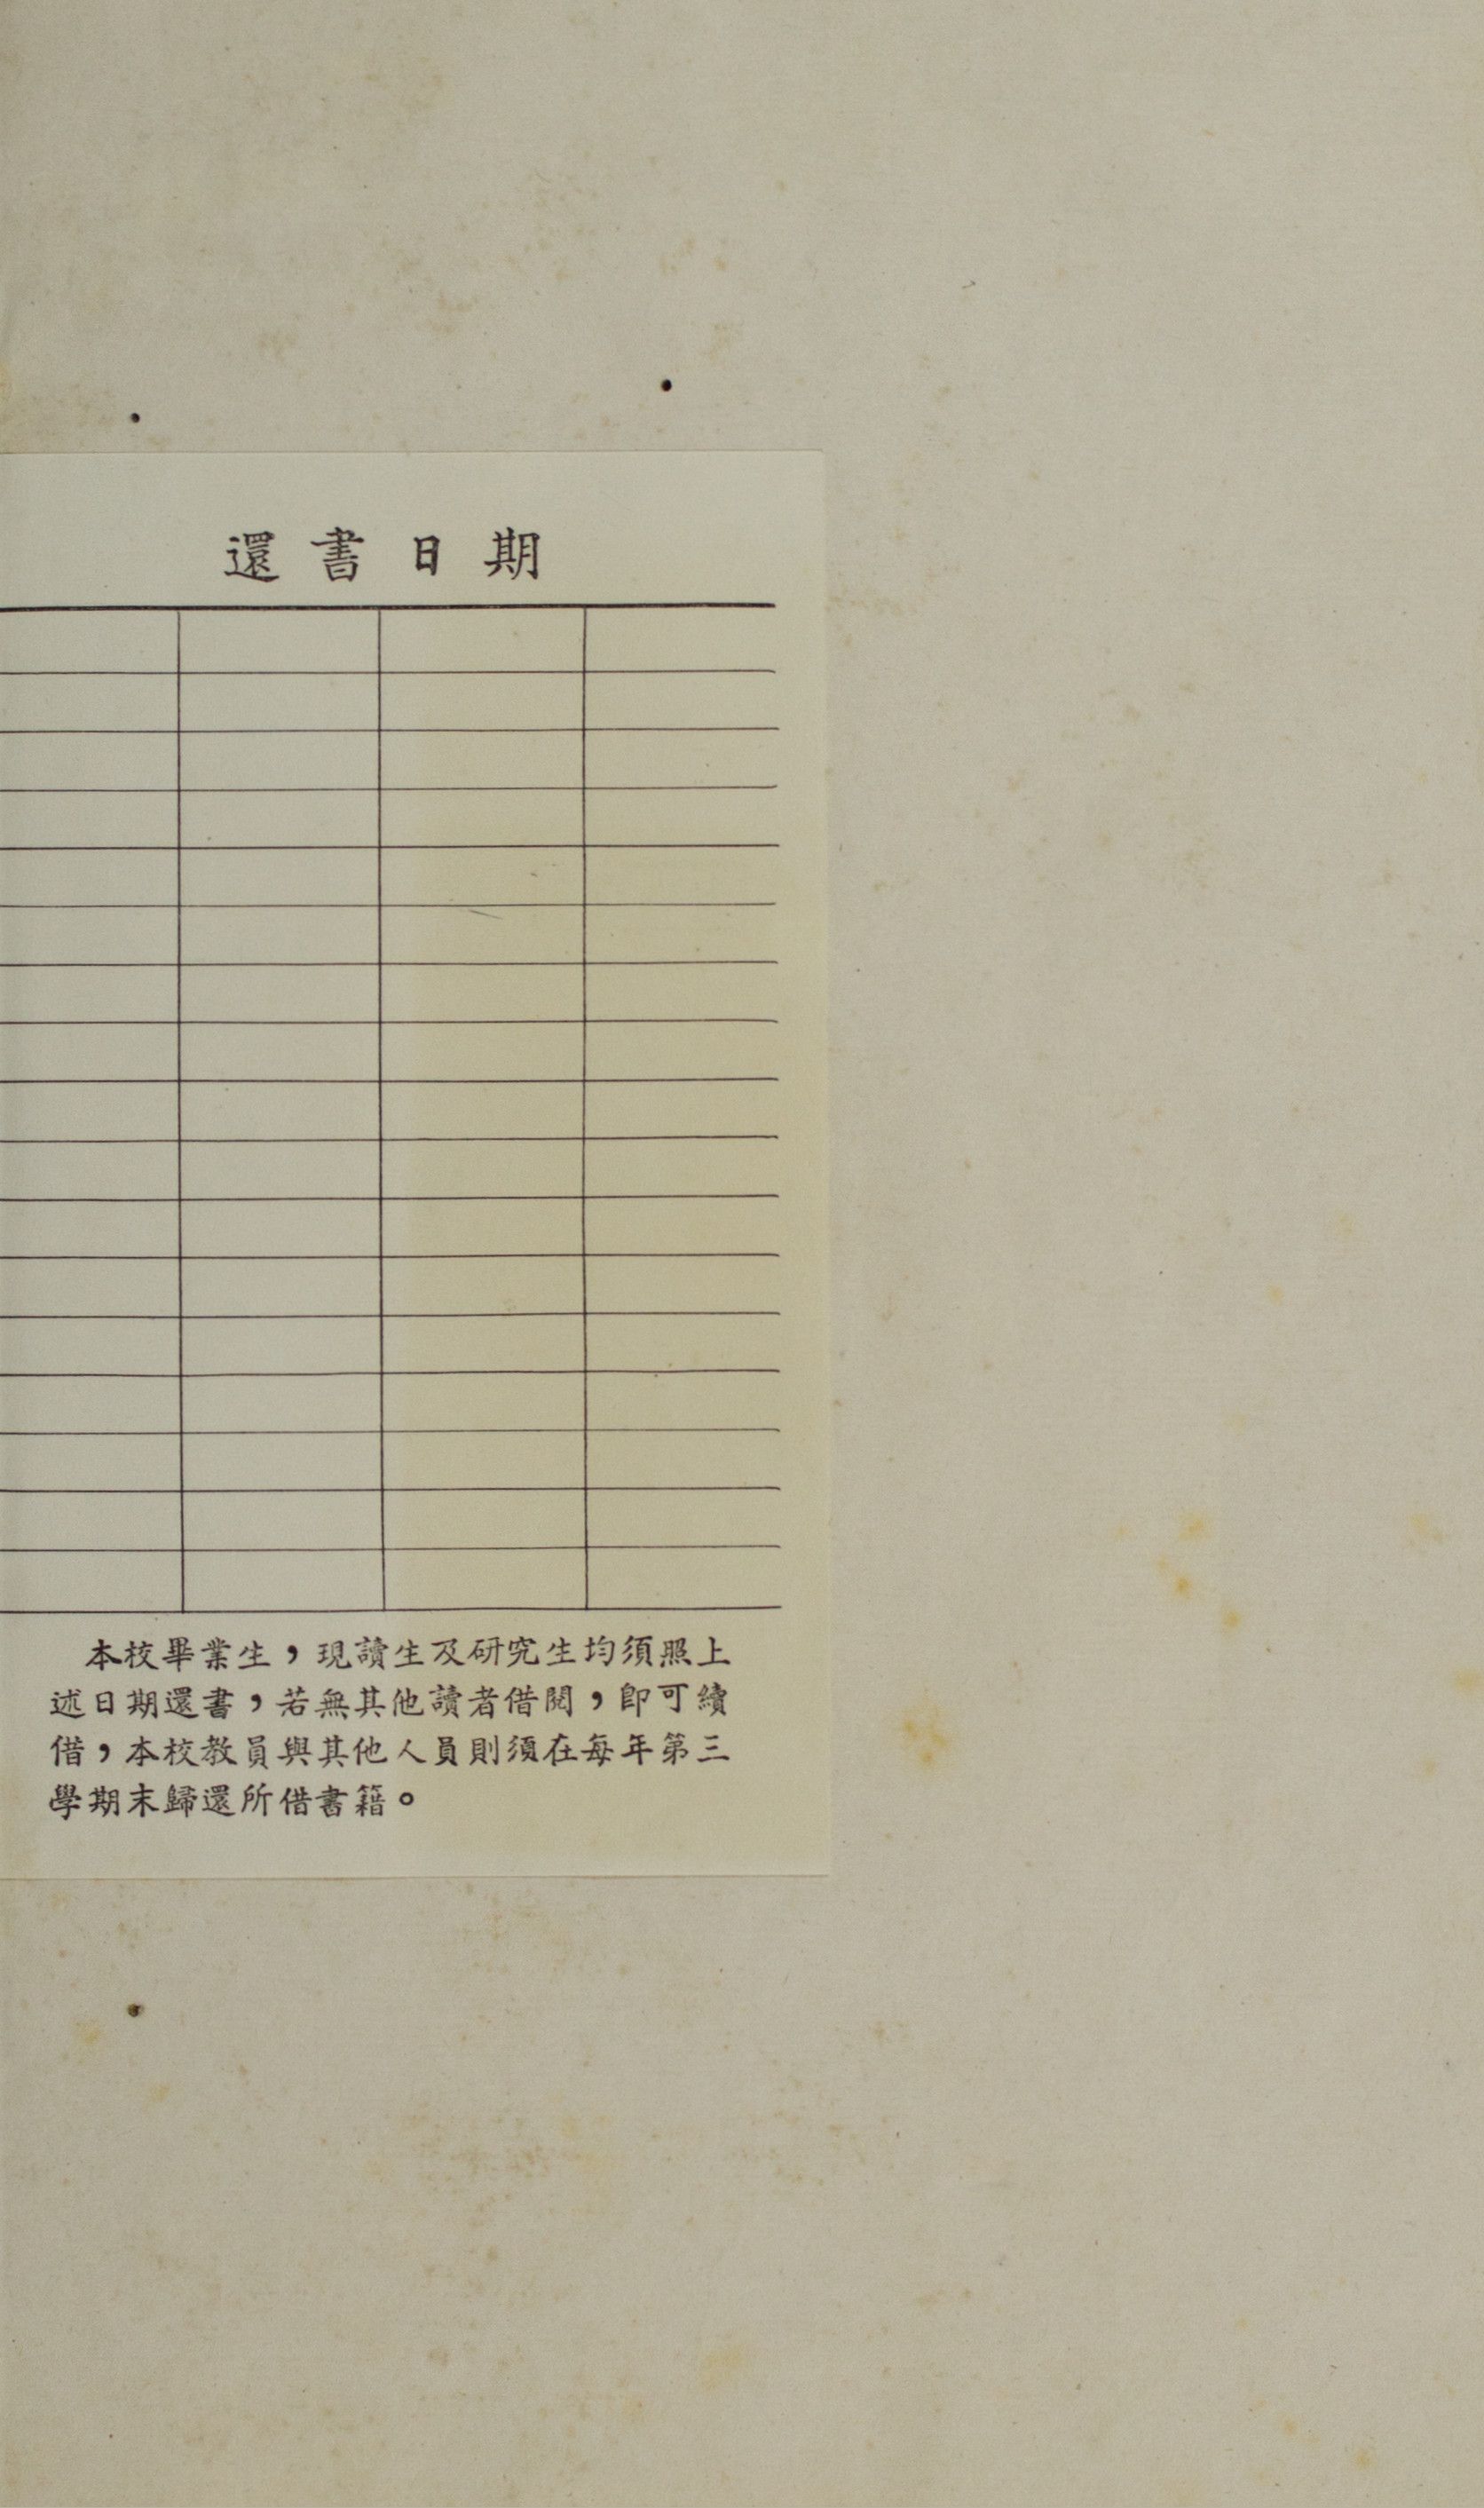 還書日期
本校畢業生，現讀生及研究生均須照上
述日期還書，若無其他讀者借閱，即可續
借，本校教員與其他人員則須在每年第三
學期末歸還所借書籍。